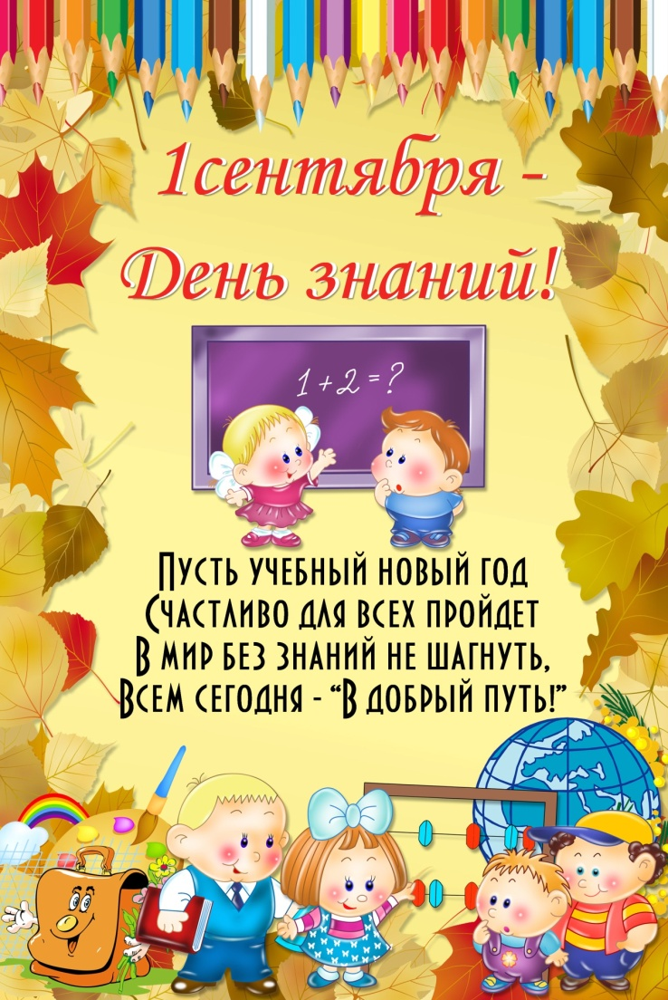 1сентября -
День знаний!
1+2=?
Пусть учебный новый год
Счастливо для всех пройдет
В мир без знаний не шагнуть,
Всем сегодня - “В добрый путь!”